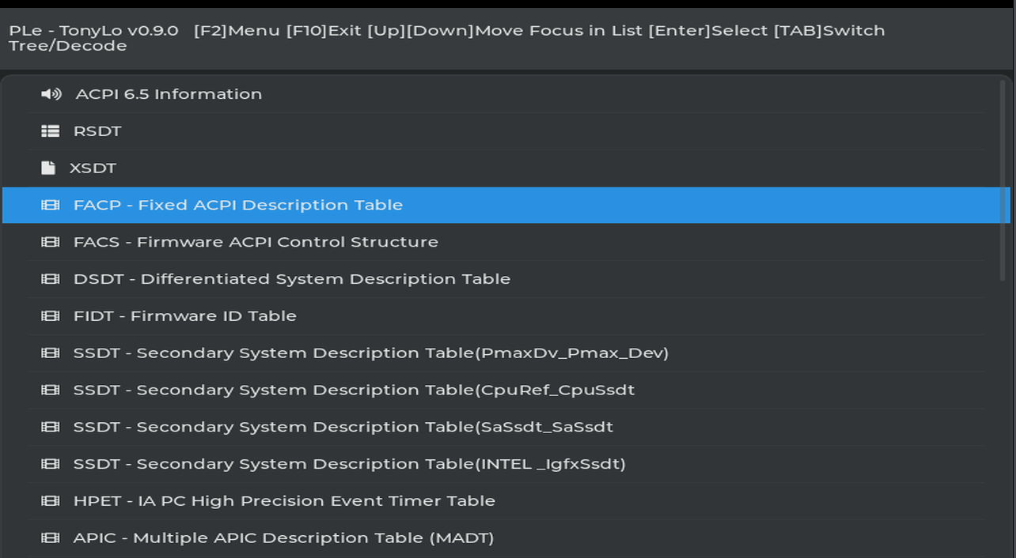 PLe - TonyLo v0.9.0 [F2]Menu [F10]Exit [Up][Down]Move Focus in List [Enter]Select [TAB]Switch
Tree/Decode
ACPI 6.5 Information
RSDT
XSDT
FACP - Fixed ACPI Description Table
FACS - Firmware ACPI Control Structure
DSDT - Differentiated System Description Table
FIDT - Firmware ID Table
SSDT - Secondary System Description Table(PmaxDv_Pmax_Dev)
SSDT - Secondary System Description Table(CpuRef_CpuSsdt
SSDT - Secondary System Description Table(SaSsdt_SaSsdt
SSDT - Secondary System Description Table(INTEL _IgfxSsdt)
HPET - IA PC High Precision Event Timer Table
APIC - Multiple APIC Description Table (MADT)